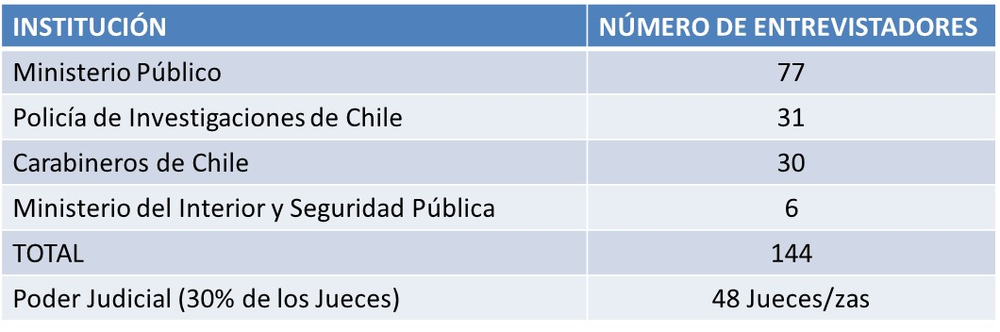 INSTITUCIÓN NÚMERO DE ENTREVISTADORES
Ministerio Público 77
Policía de Investigaciones de Chile 31
Carabineros de Chile 30
Ministerio del Interior y Seguridad Pública 6
TOTAL 144
Poder Judicial (30% de los Jueces) 48 Jueces/zas